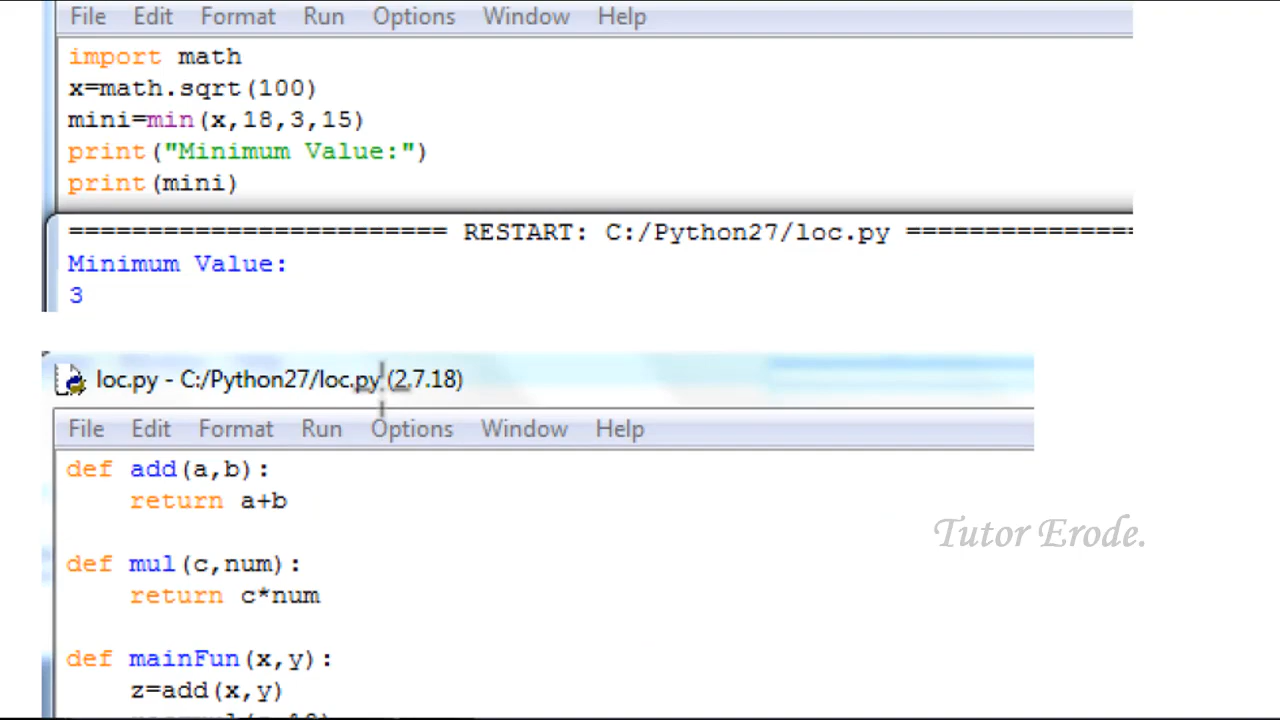 File Edit Format Run Options Window Help
import math
x=math.sqrt(100)
mini=min(x,18,3,15)
print("Minimum Value:")
print(mini)
======================== RESTART: C:/Python27/loc.py ===============
Minimum Value:
3
loc.py - C:/Python27/loc.py (2.7.18)
File Edit Format Run Options Window Help
def add(a,b):
    return a+b
def mul(c,num):
    return c*num
def mainFun(x,y):
    z=add(x,y)
Tutor Erode.